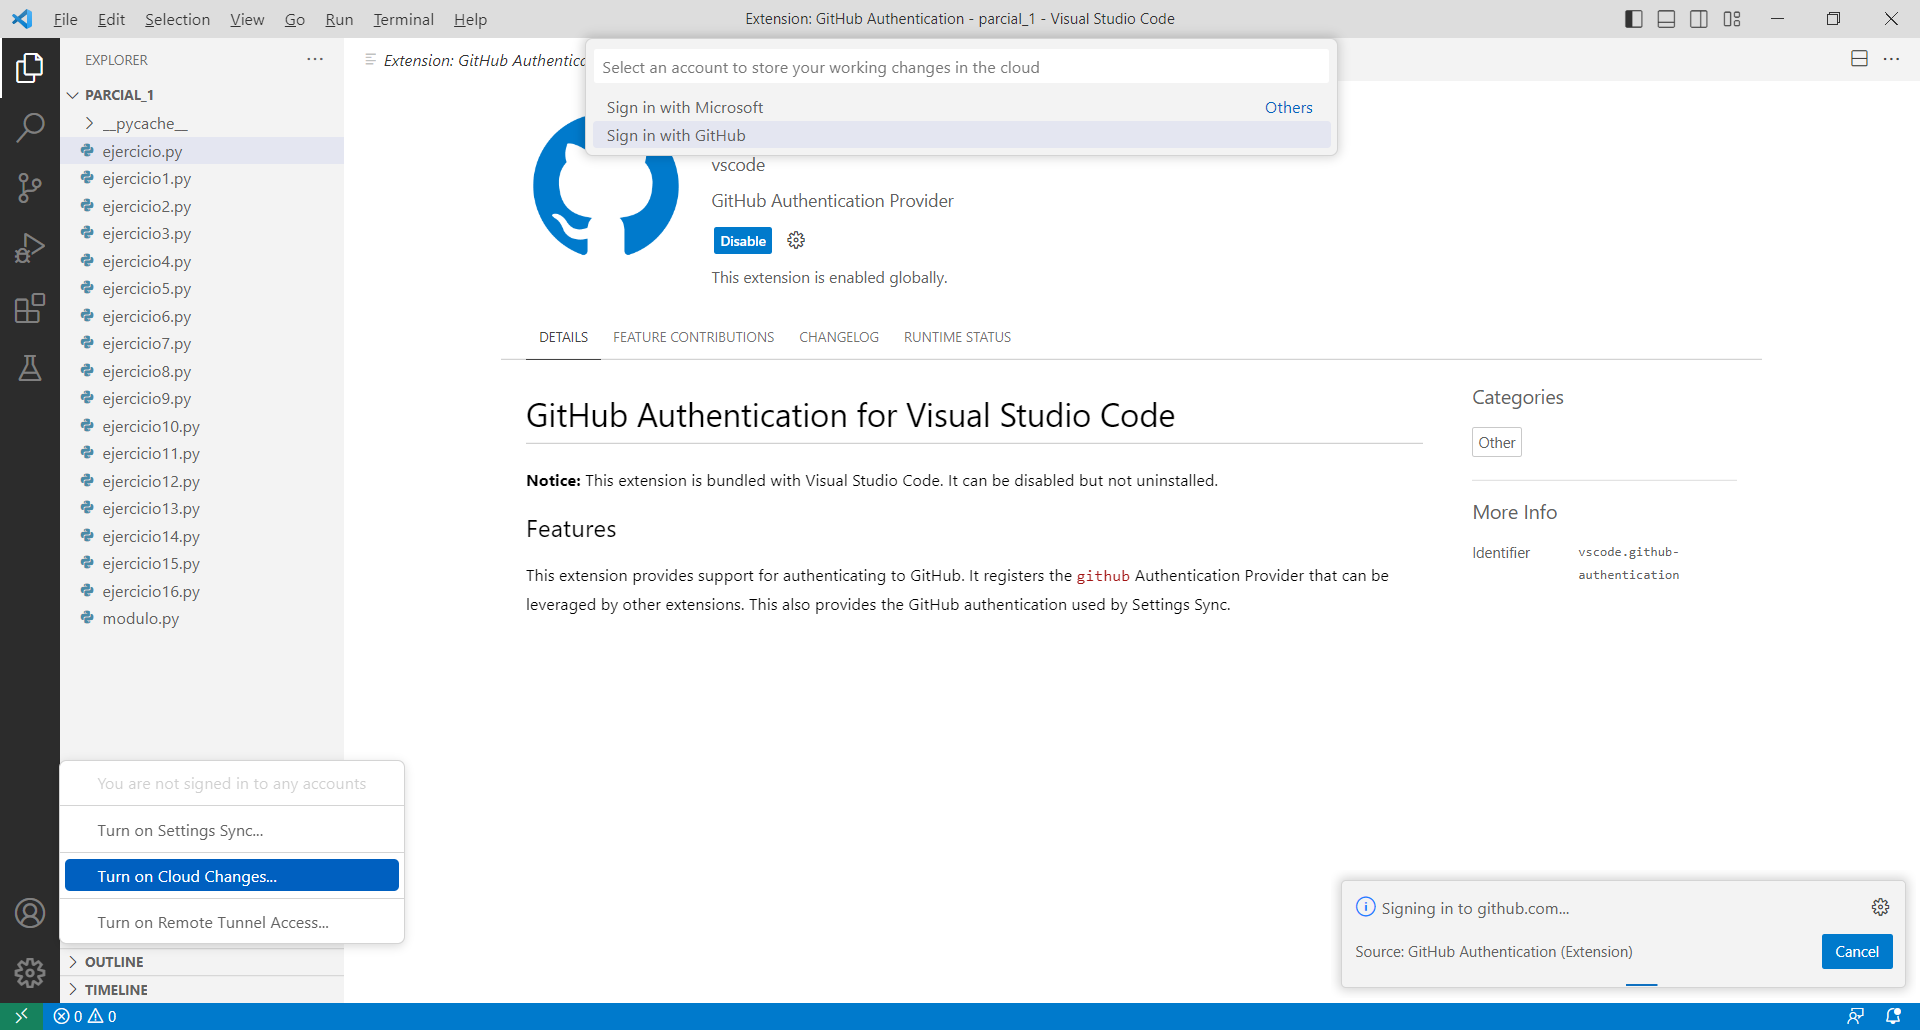 File Edit Selection View Go Run Terminal Help
Extension: GitHub Authentication - parcial_1 - Visual Studio Code
EXPLORER
PARCIAL_1
__pycache__
ejercicio.py
ejercicio1.py
ejercicio2.py
ejercicio3.py
ejercicio4.py
ejercicio5.py
ejercicio6.py
ejercicio7.py
ejercicio8.py
ejercicio9.py
ejercicio10.py
ejercicio11.py
ejercicio12.py
ejercicio13.py
ejercicio14.py
ejercicio15.py
ejercicio16.py
modulo.py
You are not signed in to any accounts
Turn on Settings Sync...
Turn on Cloud Changes...
Turn on Remote Tunnel Access...
OUTLINE
TIMELINE
Extension: GitHub Authentica
Select an account to store your working changes in the cloud
Sign in with Microsoft Others
Sign in with GitHub
vscode
GitHub Authentication Provider
Disable
This extension is enabled globally.
DETAILS FEATURE CONTRIBUTIONS CHANGELOG RUNTIME STATUS
GitHub Authentication for Visual Studio Code
Notice: This extension is bundled with Visual Studio Code. It can be disabled but not uninstalled.
Features
This extension provides support for authenticating to GitHub. It registers the github Authentication Provider that can be
leveraged by other extensions. This also provides the GitHub authentication used by Settings Sync.
Categories
Other
More Info
Identifier vscode.github-
authentication
Signing in to github.com...
Source: GitHub Authentication (Extension)
Cancel
0 0